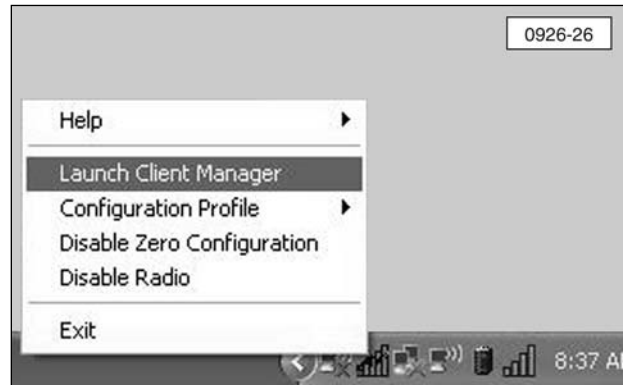 0926-26
Help
Launch Client Manager
Configuration Profile
Disable Zero Configuration
Disable Radio
Exit
8:37 A